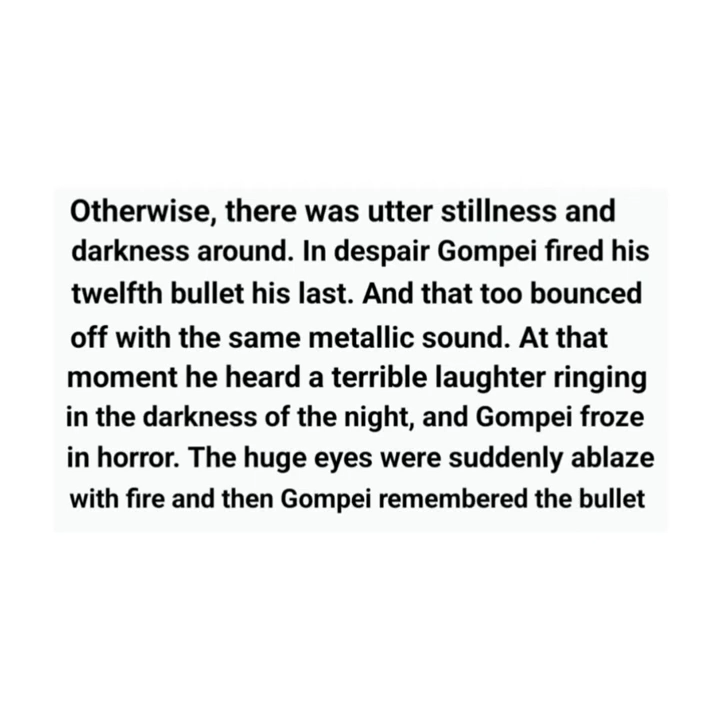 Otherwise, there was utter stillness and
darkness around. In despair Gompei fired his
twelfth bullet his last. And that too bounced
off with the same metallic sound. At that
moment he heard a terrible laughter ringing
in the darkness of the night, and Gompei froze
in horror. The huge eyes were suddenly ablaze
with fire and then Gompei remembered the bullet